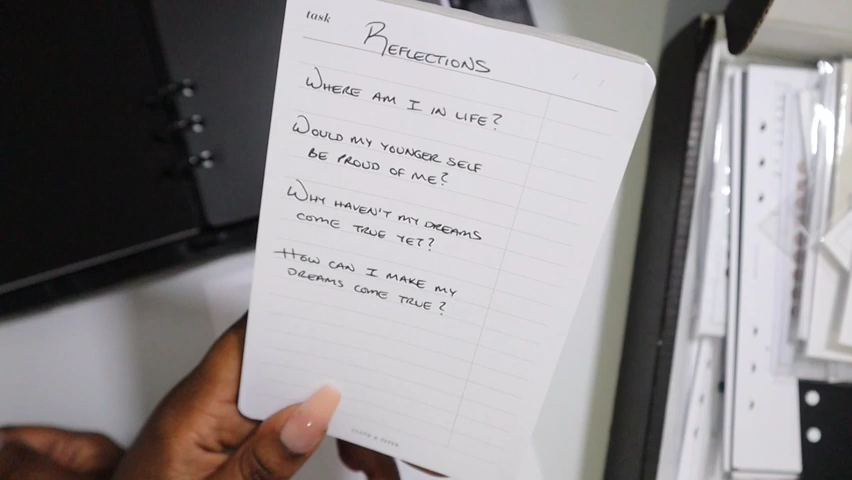 task
REFLECTIONS
WHERE AM I IN LIFE?
WOULD MY YOUNGER SELF
BE PROUD OF ME?
WHY HAVEN'T MY DREAMS
COME TRUE YET?
HOW CAN I MAKE MY
DREAMS COME TRUE?